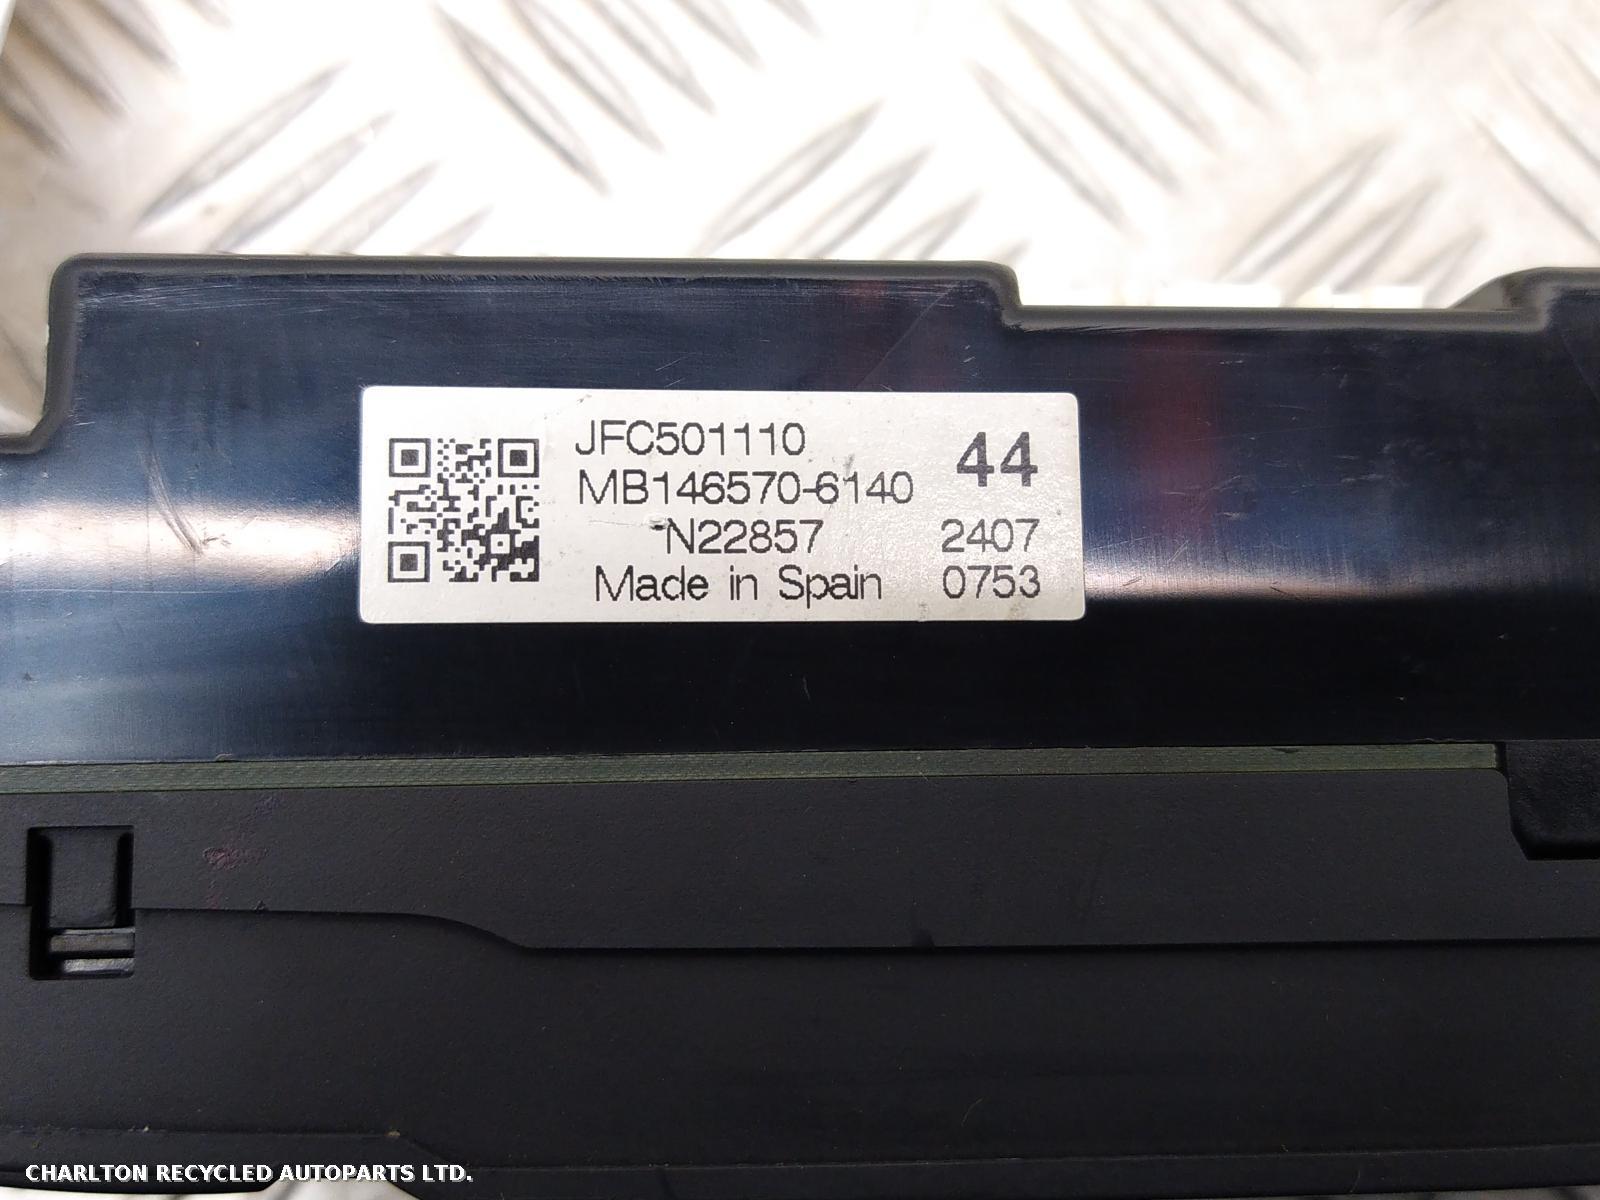 JFC501110
44
MB146570-6140
N22857
2407
Made in Spain
0753
CHARLTON RECYCLED AUTOPARTS LTD.